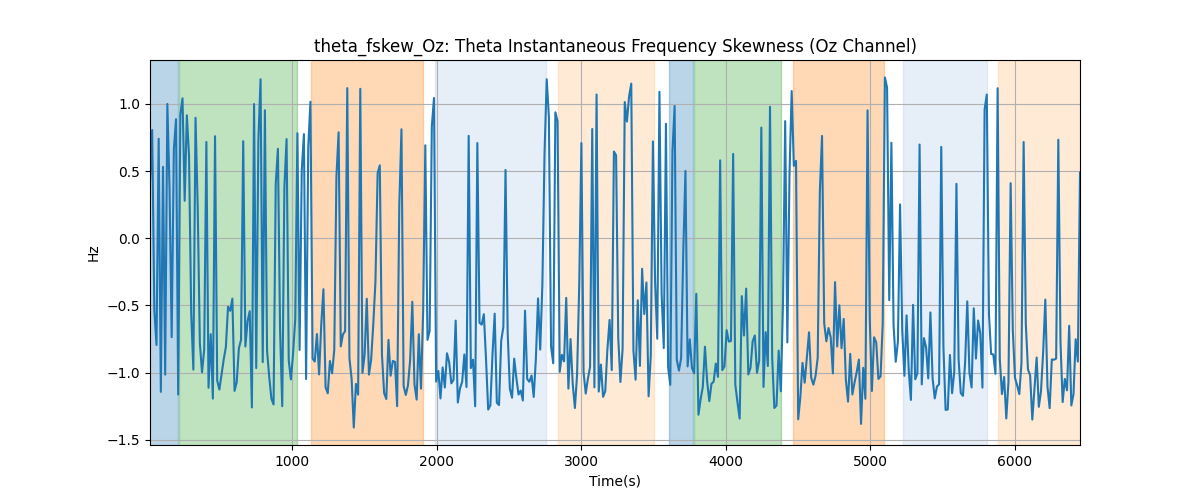 theta_fskew_Oz: Theta Instantaneous Frequency Skewness (Oz Channel)
1.0
0.5
0.0
−0.5
−1.0
−1.5
Hz
1000 2000 3000 4000 5000 6000
Time(s)